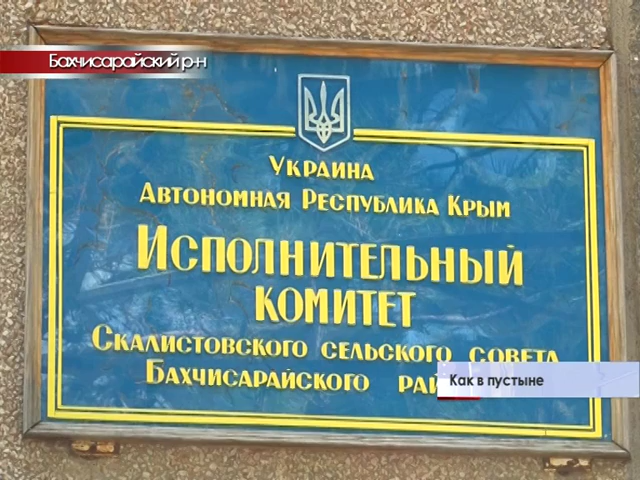 Бахчисарайский р-н
Украина
Автономная Республика Крым
Исполнительный
комитет
Скалистовского сельского совета
Бахчисарайского
Как в пустыне